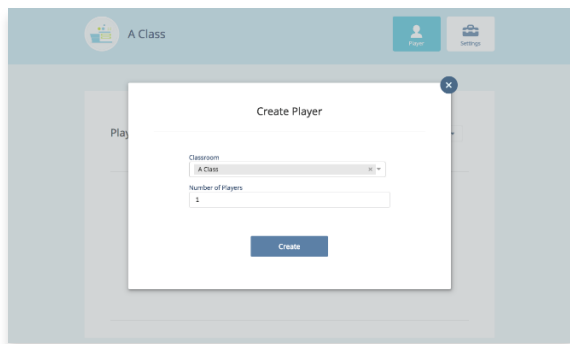 A Class
Player
Settings
Create Player
Play
Classroom
A Class
Number of Players
1
Create